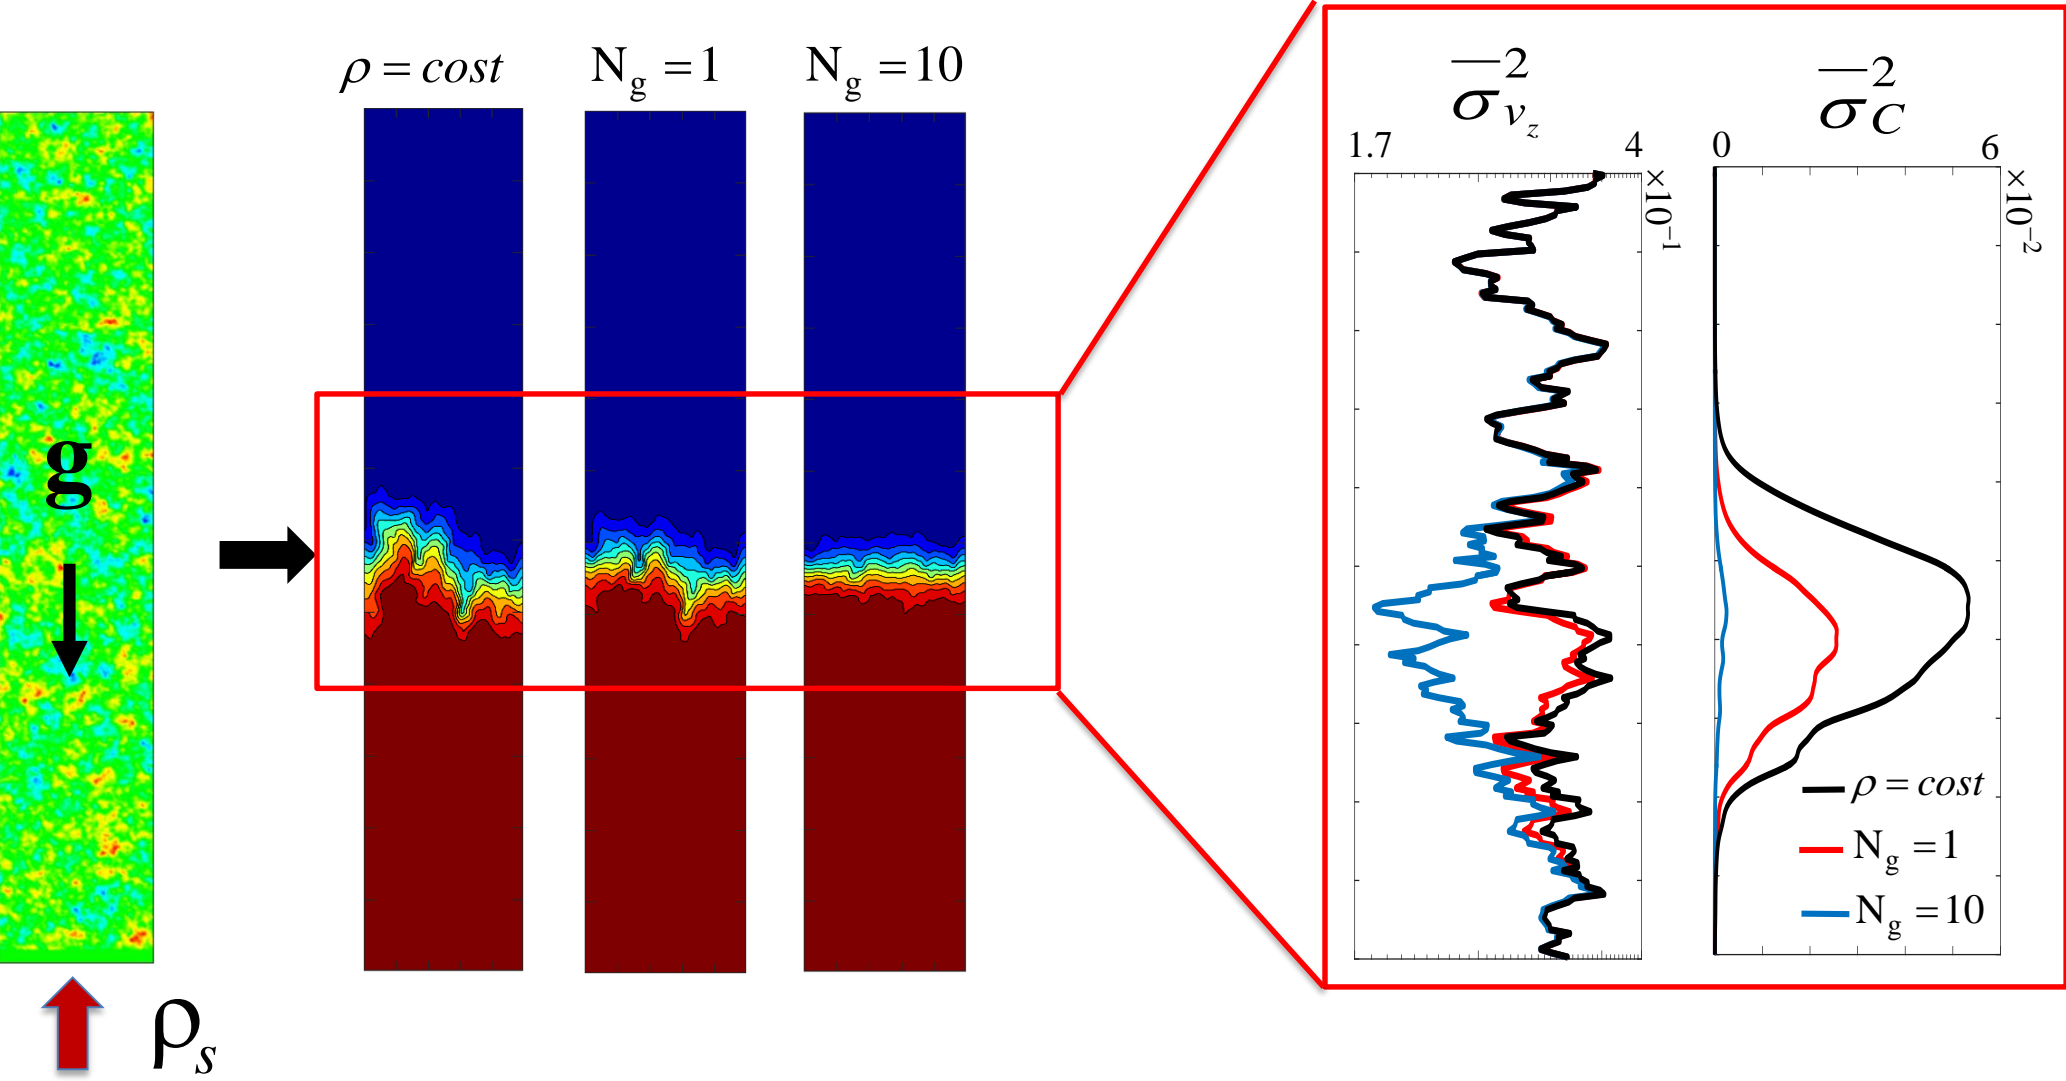 ρ = cost
N_g = 1
N_g = 10
g
ρ_s
σ̅²_{v_z}
1.7
4
×10⁻¹
σ̅²_C
0
6
×10⁻²
ρ = cost
N_g = 1
N_g = 10